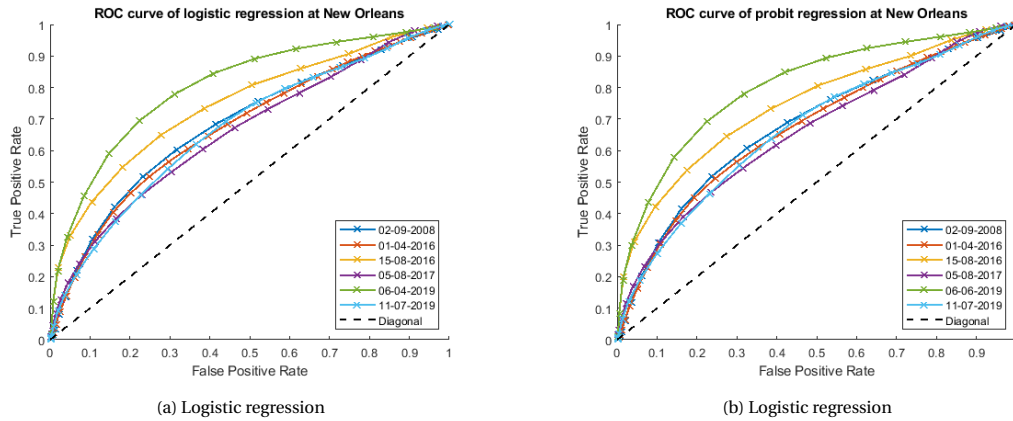 ROC curve of logistic regression at New Orleans
1
0.9
0.8
0.7
0.6
0.5
0.4
0.3
0.2
0.1
0
True Positive Rate
0 0.1 0.2 0.3 0.4 0.5 0.6 0.7 0.8 0.9 1
False Positive Rate
02-09-2008
01-04-2016
15-08-2016
05-08-2017
06-04-2019
11-07-2019
Diagonal
(a) Logistic regression
ROC curve of probit regression at New Orleans
1
0.9
0.8
0.7
0.6
0.5
0.4
0.3
0.2
0.1
0
True Positive Rate
0 0.1 0.2 0.3 0.4 0.5 0.6 0.7 0.8 0.9
False Positive Rate
02-09-2008
01-04-2016
15-08-2016
05-08-2017
06-06-2019
11-07-2019
Diagonal
(b) Logistic regression